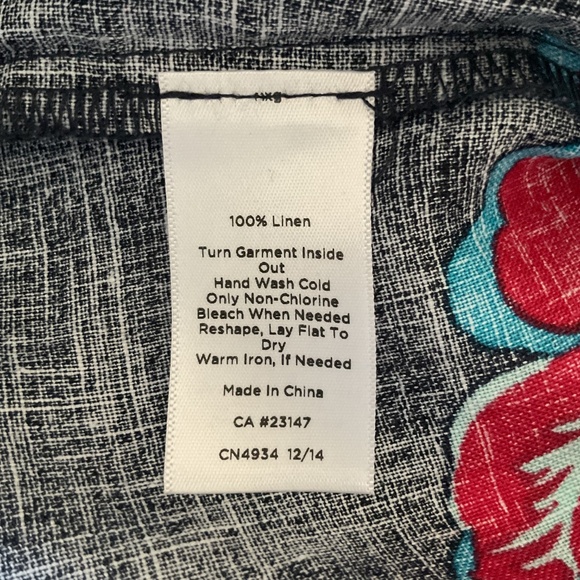 100% Linen
Turn Garment Inside
Out
Hand Wash Cold
Only Non-Chlorine
Bleach When Needed
Reshape, Lay Flat To
Dry
Warm Iron, If Needed
Made In China
CA #23147
CN4934 12/14